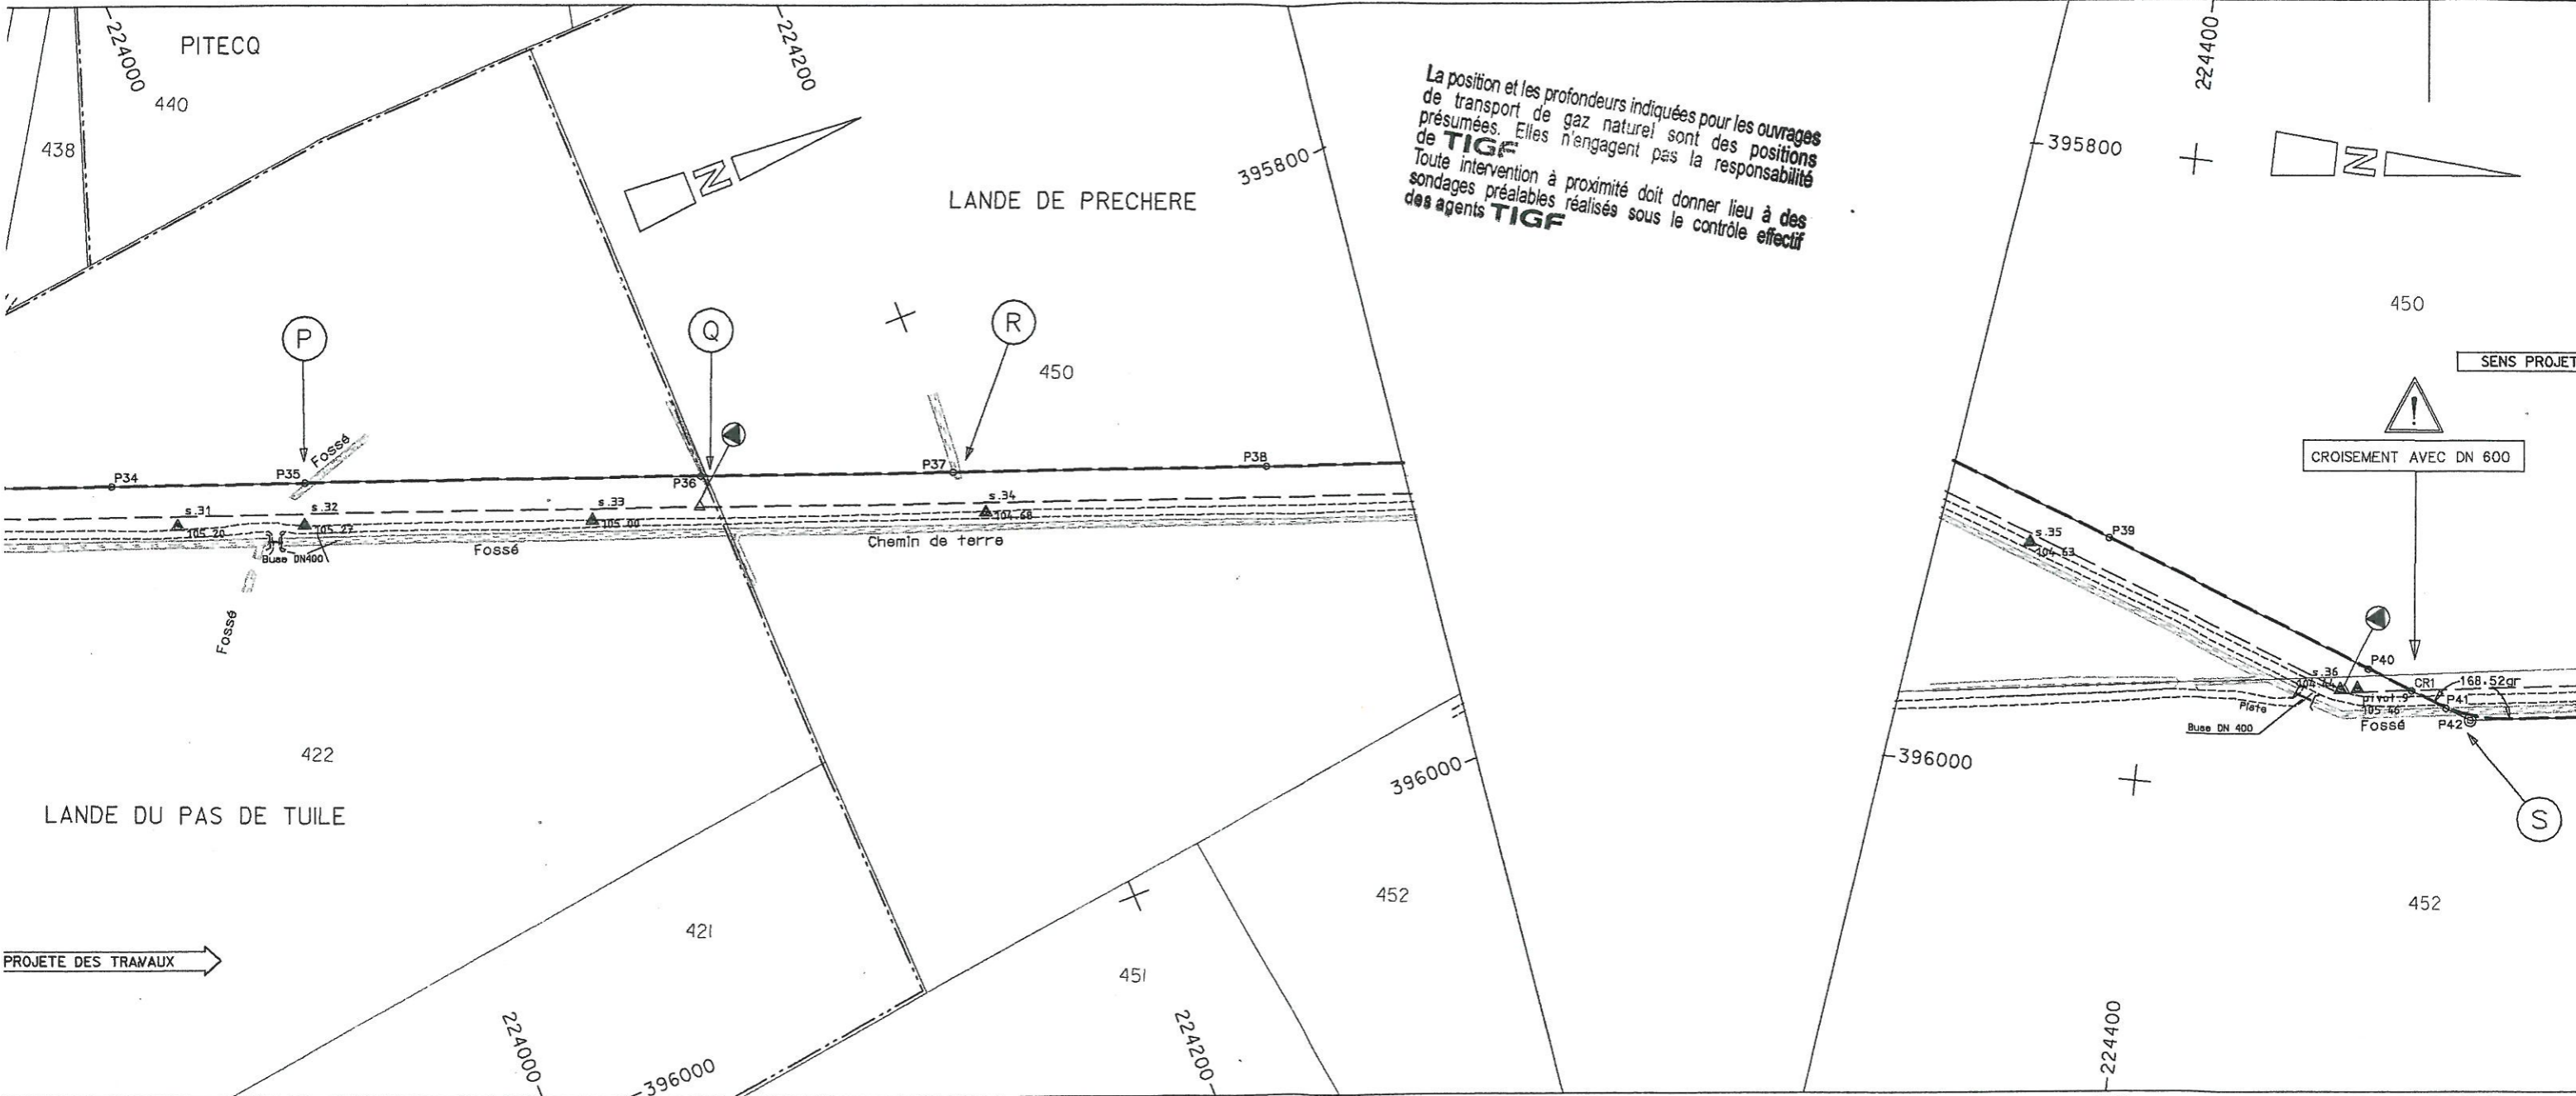 224000
PITECQ
440
438
224200
395800
LANDE DE PRECHERE
La position et les profondeurs indiquées pour les ouvrages
de transport de gaz naturel sont des positions
présumées. Elles n'engagent pas la responsabilité
de TIGF
Toute intervention à proximité doit donner lieu à des
sondages préalables réalisés sous le contrôle effectif
des agents TIGF
224400
395800
N
N
450
SENS PROJET
!
CROISEMENT AVEC DN 600
P
Q
R
450
Fossé
P34
P35
P36
P37
P38
s.31
105.20
s.32
105.27
s.33
105.00
s.34
104.68
Buse DN400
Fossé
Chemin de terre
Fossé
s.35
104.63
P39
P40
s.36
pivot.9
105.46
CR1
168.52gr
P41
P42
Piste
Buse DN 400
Fossé
S
422
LANDE DU PAS DE TUILE
396000
396000
452
452
421
451
PROJETE DES TRAVAUX
224000
396000
224200
224400